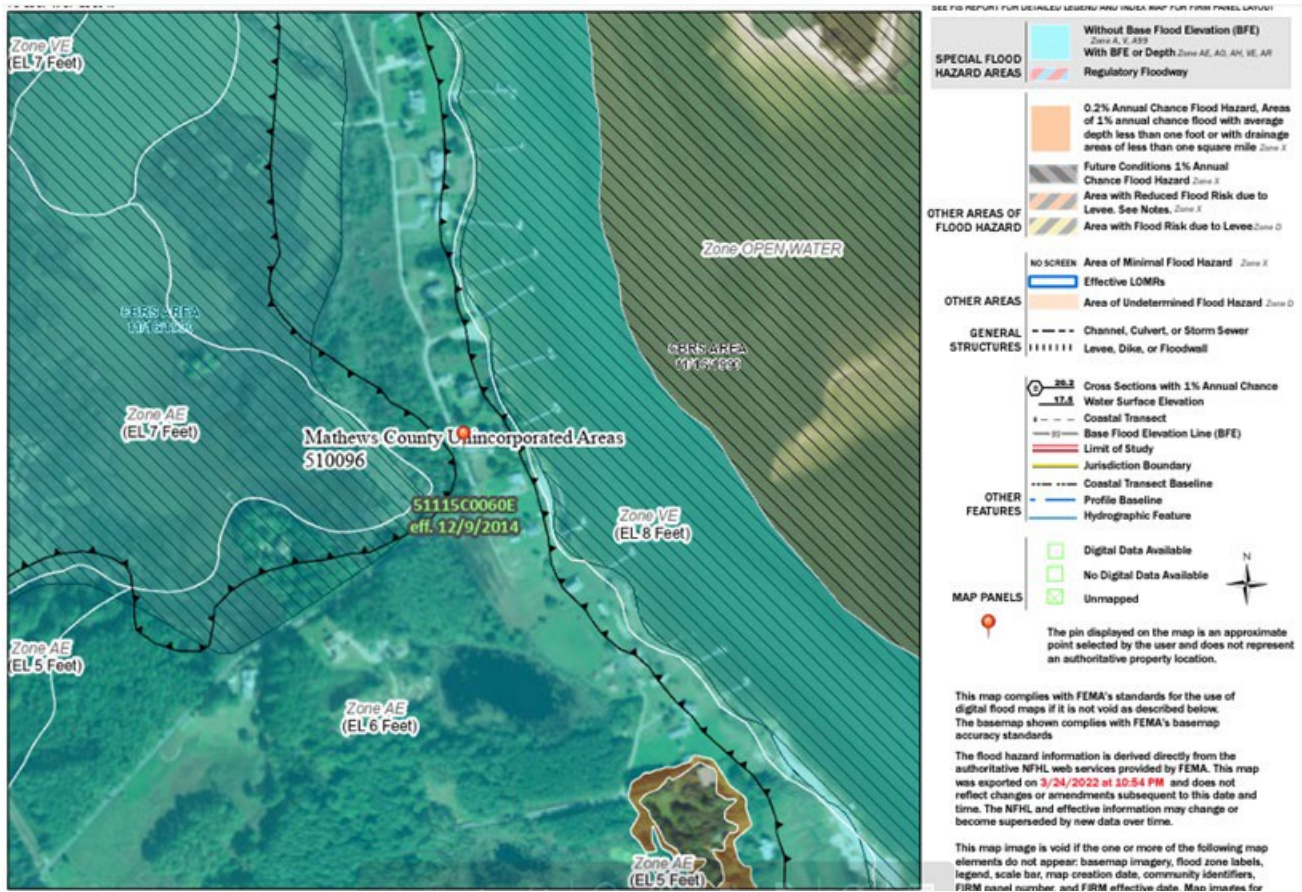 SEE FIS REPORT FOR DETAILED LEGEND AND INDEX MAP FOR FIRM PANEL LAYOUT
Zone VE
(EL 7 Feet)
Zone OPEN WATER
CBRS AREA
11/16/1990
CBRS AREA
11/16/1990
Zone AE
(EL 7 Feet)
Mathews County Unincorporated Areas
510096
51115C0060E
eff. 12/9/2014
Zone VE
(EL 8 Feet)
Zone AE
(EL 5 Feet)
Zone AE
(EL 6 Feet)
Zone AE
(EL 5 Feet)
SPECIAL FLOOD
HAZARD AREAS
Without Base Flood Elevation (BFE)
Zone A, V, A99
With BFE or Depth Zone AE, AO, AH, VE, AR
Regulatory Floodway
OTHER AREAS OF
FLOOD HAZARD
0.2% Annual Chance Flood Hazard, Areas
of 1% annual chance flood with average
depth less than one foot or with drainage
areas of less than one square mile Zone X
Future Conditions 1% Annual
Chance Flood Hazard Zone X
Area with Reduced Flood Risk due to
Levee. See Notes. Zone X
Area with Flood Risk due to Levee Zone D
OTHER AREAS
NO SCREEN Area of Minimal Flood Hazard Zone X
Effective LOMRs
Area of Undetermined Flood Hazard Zone D
GENERAL
STRUCTURES
Channel, Culvert, or Storm Sewer
Levee, Dike, or Floodwall
OTHER
FEATURES
20.2 Cross Sections with 1% Annual Chance
17.5 Water Surface Elevation
Coastal Transect
Base Flood Elevation Line (BFE)
Limit of Study
Jurisdiction Boundary
Coastal Transect Baseline
Profile Baseline
Hydrographic Feature
MAP PANELS
Digital Data Available
No Digital Data Available
Unmapped
N
The pin displayed on the map is an approximate
point selected by the user and does not represent
an authoritative property location.
This map complies with FEMA's standards for the use of
digital flood maps if it is not void as described below.
The basemap shown complies with FEMA's basemap
accuracy standards
The flood hazard information is derived directly from the
authoritative NFHL web services provided by FEMA. This map
was exported on 3/24/2022 at 10:54 PM and does not
reflect changes or amendments subsequent to this date and
time. The NFHL and effective information may change or
become superseded by new data over time.
This map image is void if the one or more of the following map
elements do not appear: basemap imagery, flood zone labels,
legend, scale bar, map creation date, community identifiers,
FIRM panel number, and FIRM effective date. Map images for